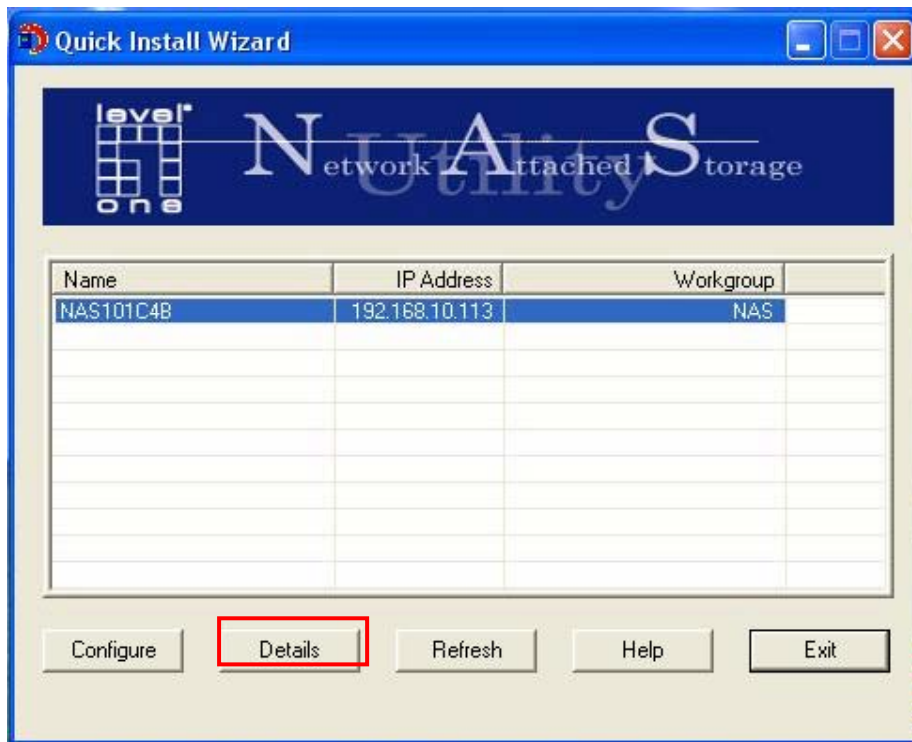 Quick Install Wizard
level one
Network Attached Storage
Utility
Name IP Address Workgroup
NAS101C4B 192.168.10.113 NAS
Configure Details Refresh Help Exit